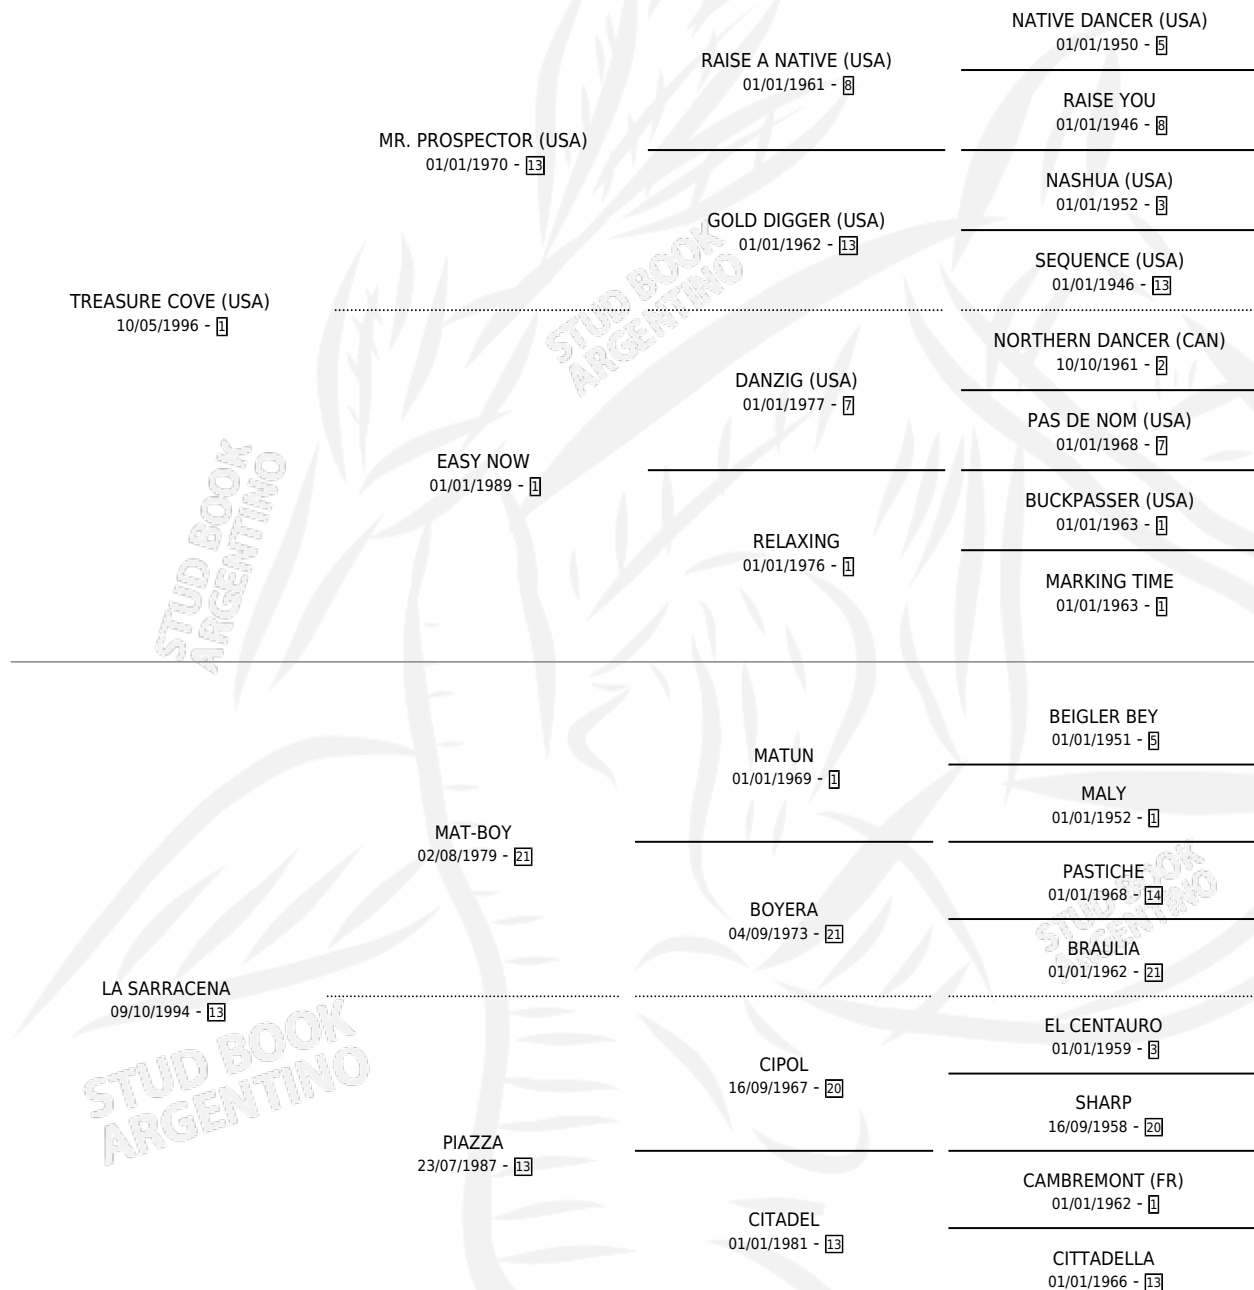 TREASURE COVE (USA)
10/05/1996 - 1
MR. PROSPECTOR (USA)
01/01/1970 - 13
RAISE A NATIVE (USA)
01/01/1961 - 8
NATIVE DANCER (USA)
01/01/1950 - 5
RAISE YOU
01/01/1946 - 8
GOLD DIGGER (USA)
01/01/1962 - 13
NASHUA (USA)
01/01/1952 - 3
SEQUENCE (USA)
01/01/1946 - 13
EASY NOW
01/01/1989 - 1
DANZIG (USA)
01/01/1977 - 7
NORTHERN DANCER (CAN)
10/10/1961 - 2
PAS DE NOM (USA)
01/01/1968 - 7
RELAXING
01/01/1976 - 1
BUCKPASSER (USA)
01/01/1963 - 1
MARKING TIME
01/01/1963 - 1
LA SARRACENA
09/10/1994 - 13
MAT-BOY
02/08/1979 - 21
MATUN
01/01/1969 - 1
BEIGLER BEY
01/01/1951 - 5
MALY
01/01/1952 - 1
BOYERA
04/09/1973 - 21
PASTICHE
01/01/1968 - 14
BRAULIA
01/01/1962 - 21
PIAZZA
23/07/1987 - 13
CIPOL
16/09/1967 - 20
EL CENTAURO
01/01/1959 - 3
SHARP
16/09/1958 - 20
CITADEL
01/01/1981 - 13
CAMBREMONT (FR)
01/01/1962 - 1
CITTADELLA
01/01/1966 - 13
STUD BOOK
ARGENTINO
STUD BOOK
ARGENTINO
STUD BOOK
ARGENTINO
STUD BOOK
ARGENTINO